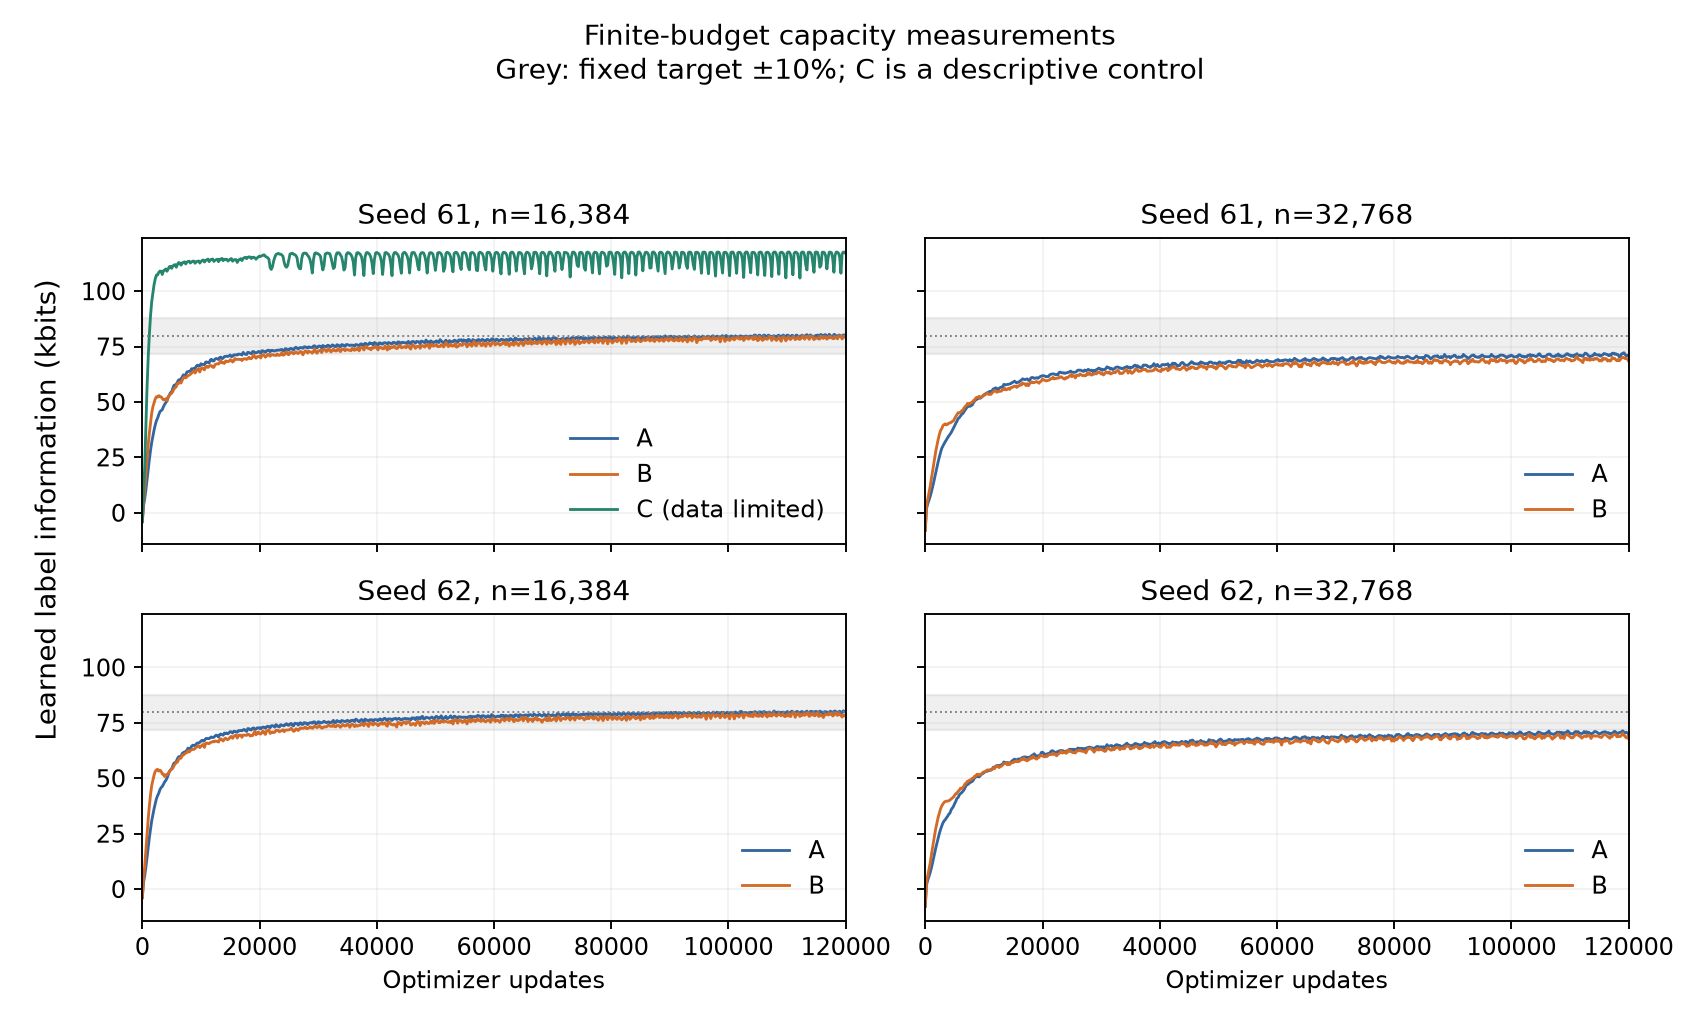 Finite-budget capacity measurements
Grey: fixed target ±10%; C is a descriptive control
Learned label information (kbits)
Seed 61, n=16,384
100
75
50
25
0
A
B
C (data limited)
Seed 61, n=32,768
A
B
Seed 62, n=16,384
100
75
50
25
0
A
B
0 20000 40000 60000 80000 100000 120000
Optimizer updates
Seed 62, n=32,768
A
B
0 20000 40000 60000 80000 100000 120000
Optimizer updates